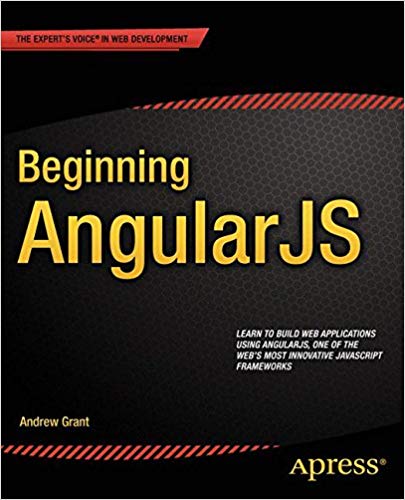 THE EXPERT'S VOICE® IN WEB DEVELOPMENT
Beginning
AngularJS
LEARN TO BUILD WEB APPLICATIONS
USING ANGULARJS, ONE OF THE
WEB'S MOST INNOVATIVE JAVASCRIPT
FRAMEWORKS
Andrew Grant
Apress®